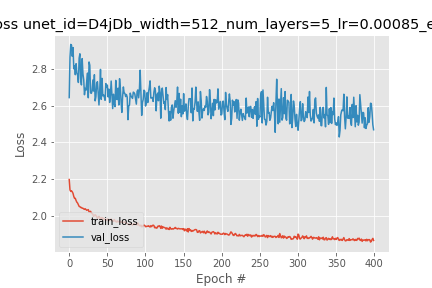 oss unet_id=D4jDb_width=512_num_layers=5_lr=0.00085_e
2.8
2.6
2.4
2.2
2.0
Loss
train_loss
val_loss
0 50 100 150 200 250 300 350 400
Epoch #